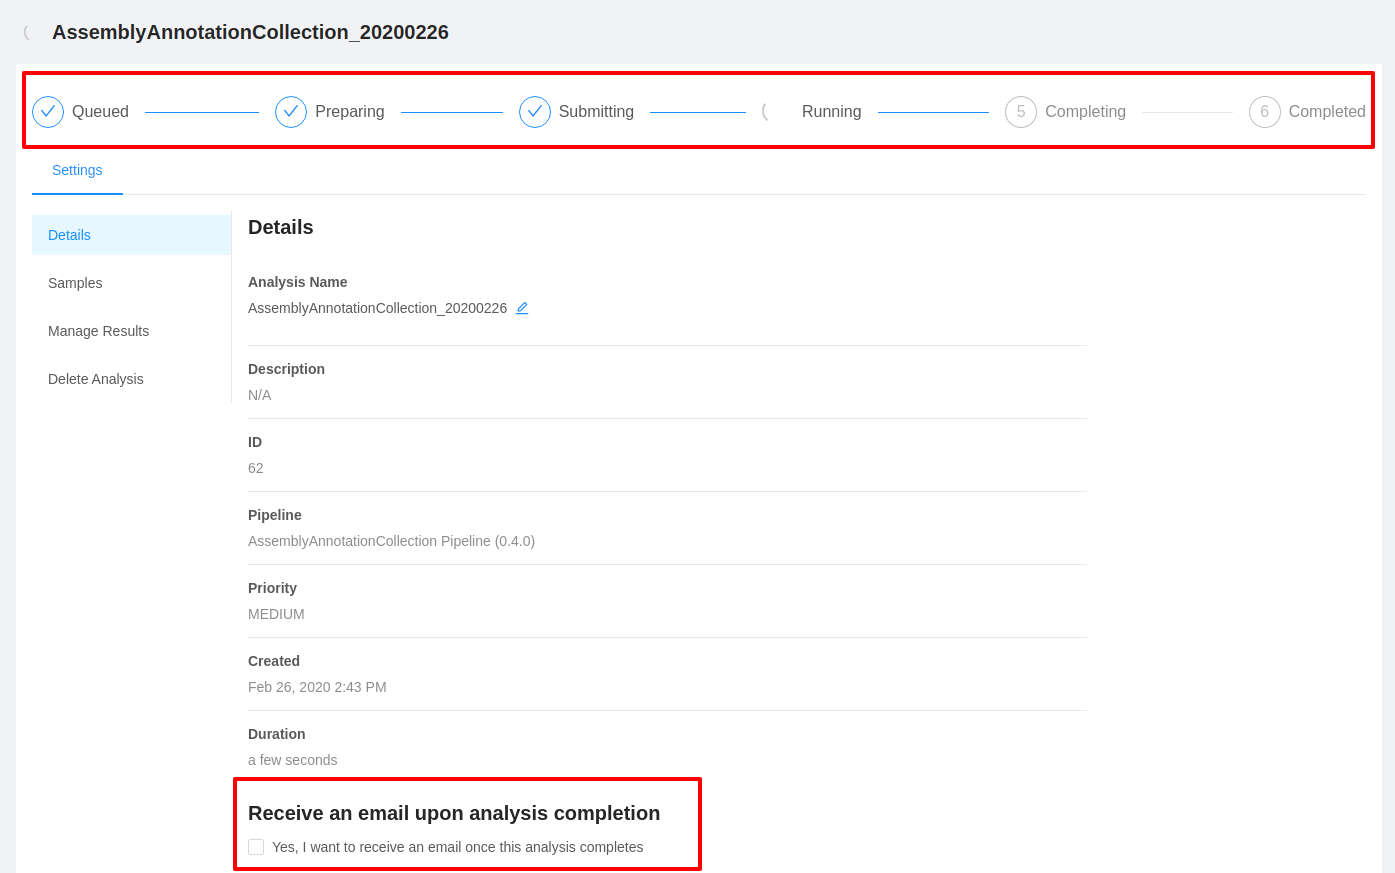 AssemblyAnnotationCollection_20200226
Queued Preparing Submitting Running 5 Completing 6 Completed
Settings
Details
Samples
Manage Results
Delete Analysis
Details
Analysis Name
AssemblyAnnotationCollection_20200226
Description
N/A
ID
62
Pipeline
AssemblyAnnotationCollection Pipeline (0.4.0)
Priority
MEDIUM
Created
Feb 26, 2020 2:43 PM
Duration
a few seconds
Receive an email upon analysis completion
Yes, I want to receive an email once this analysis completes